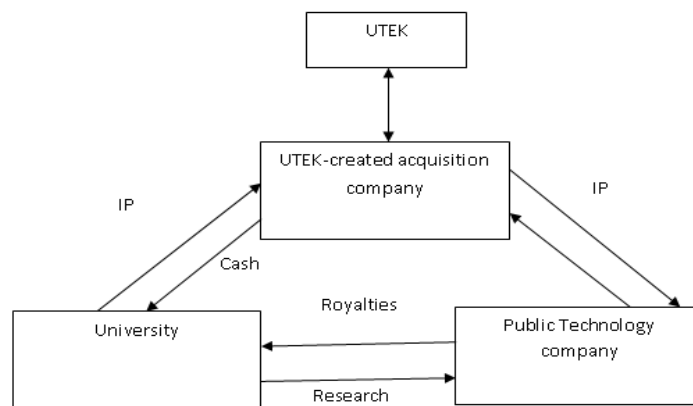 UTEK
UTEK-created acquisition
company
IP
IP
Cash
Royalties
University
Public Technology
company
Research